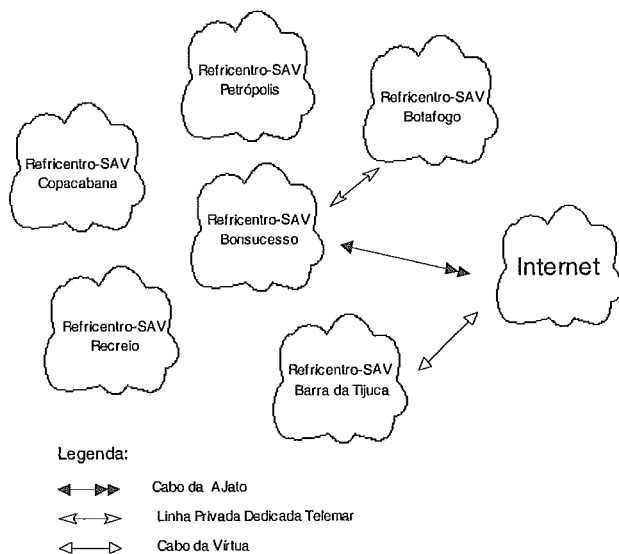 Refricentro-SAV
Petrópolis
Refricentro-SAV
Botafogo
Refricentro-SAV
Copacabana
Refricentro-SAV
Bonsucesso
Internet
Refricentro-SAV
Recreio
Refricentro-SAV
Barra da Tijuca
Legenda:
Cabo da AJato
Linha Privada Dedicada Telemar
Cabo da Vírtua